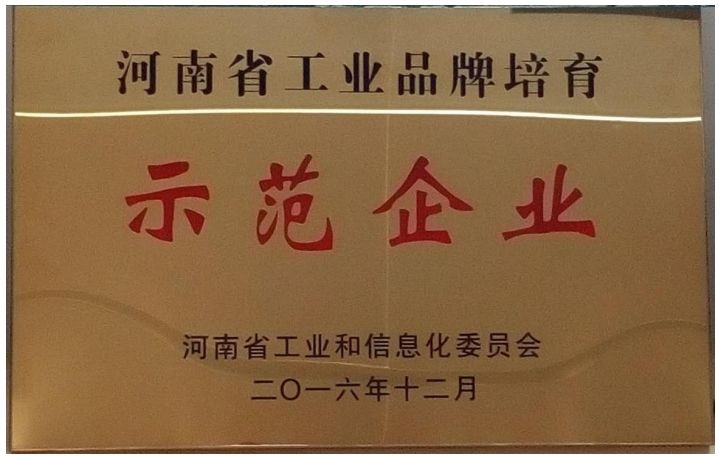 河南省工业品牌培育
示范企业
河南省工业和信息化委员会
二〇一六年十二月